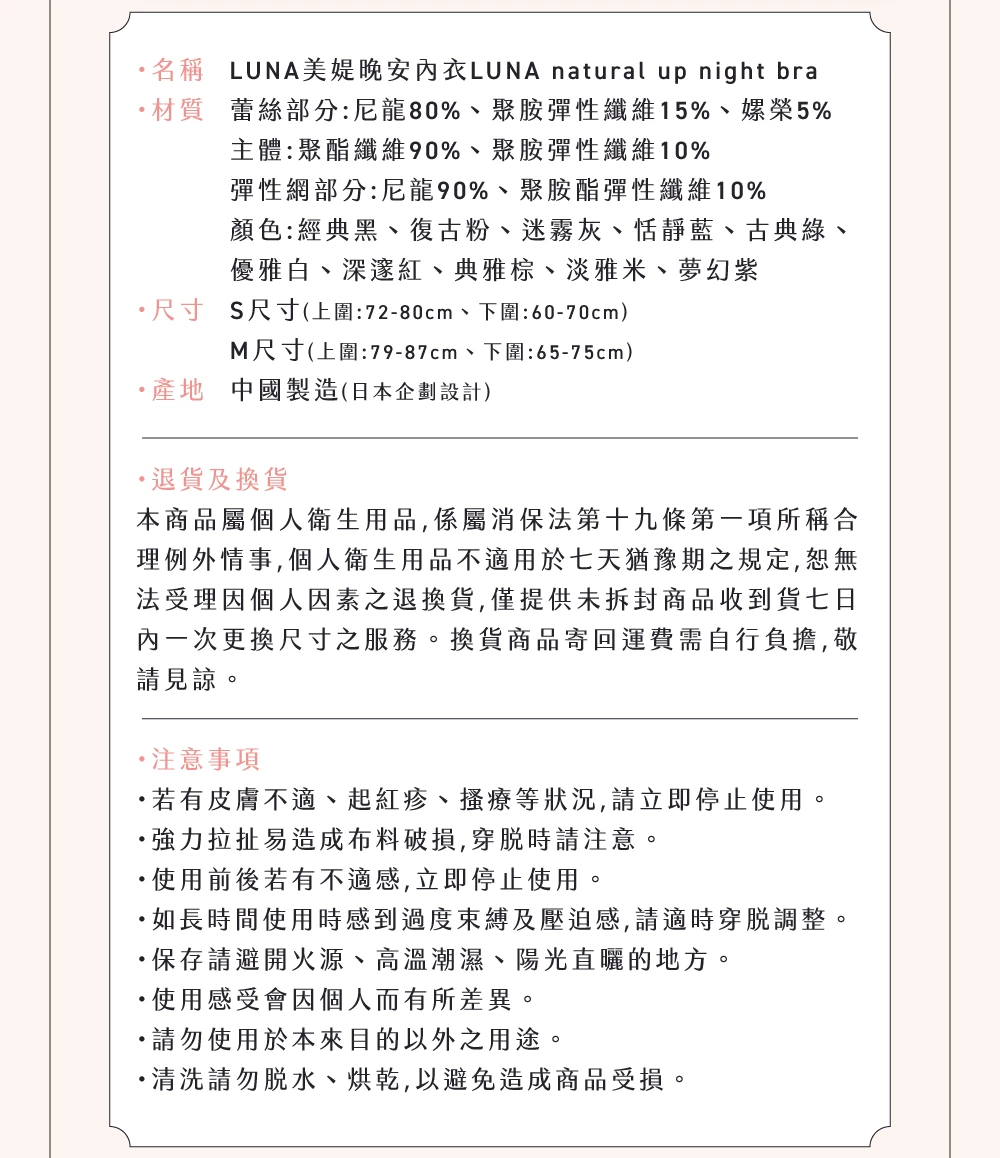 ・名稱 LUNA美媞晚安內衣LUNA natural up night bra
・材質 蕾絲部分:尼龍80%、聚胺彈性纖維15%、嫘榮5%
主體:聚酯纖維90%、聚胺彈性纖維10%
彈性網部分:尼龍90%、聚胺酯彈性纖維10%
顏色:經典黑、復古粉、迷霧灰、恬靜藍、古典綠、
優雅白、深邃紅、典雅棕、淡雅米、夢幻紫
・尺寸 S尺寸(上圍:72-80cm、下圍:60-70cm)
M尺寸(上圍:79-87cm、下圍:65-75cm)
・產地 中國製造(日本企劃設計)
・退貨及換貨
本商品屬個人衛生用品,係屬消保法第十九條第一項所稱合
理例外情事,個人衛生用品不適用於七天猶豫期之規定,恕無
法受理因個人因素之退換貨,僅提供未拆封商品收到貨七日
內一次更換尺寸之服務。換貨商品寄回運費需自行負擔,敬
請見諒。
・注意事項
・若有皮膚不適、起紅疹、搔療等狀況,請立即停止使用。
・強力拉扯易造成布料破損,穿脱時請注意。
・使用前後若有不適感,立即停止使用。
・如長時間使用時感到過度束縛及壓迫感,請適時穿脱調整。
・保存請避開火源、高溫潮濕、陽光直曬的地方。
・使用感受會因個人而有所差異。
・請勿使用於本來目的以外之用途。
・清洗請勿脱水、烘乾,以避免造成商品受損。